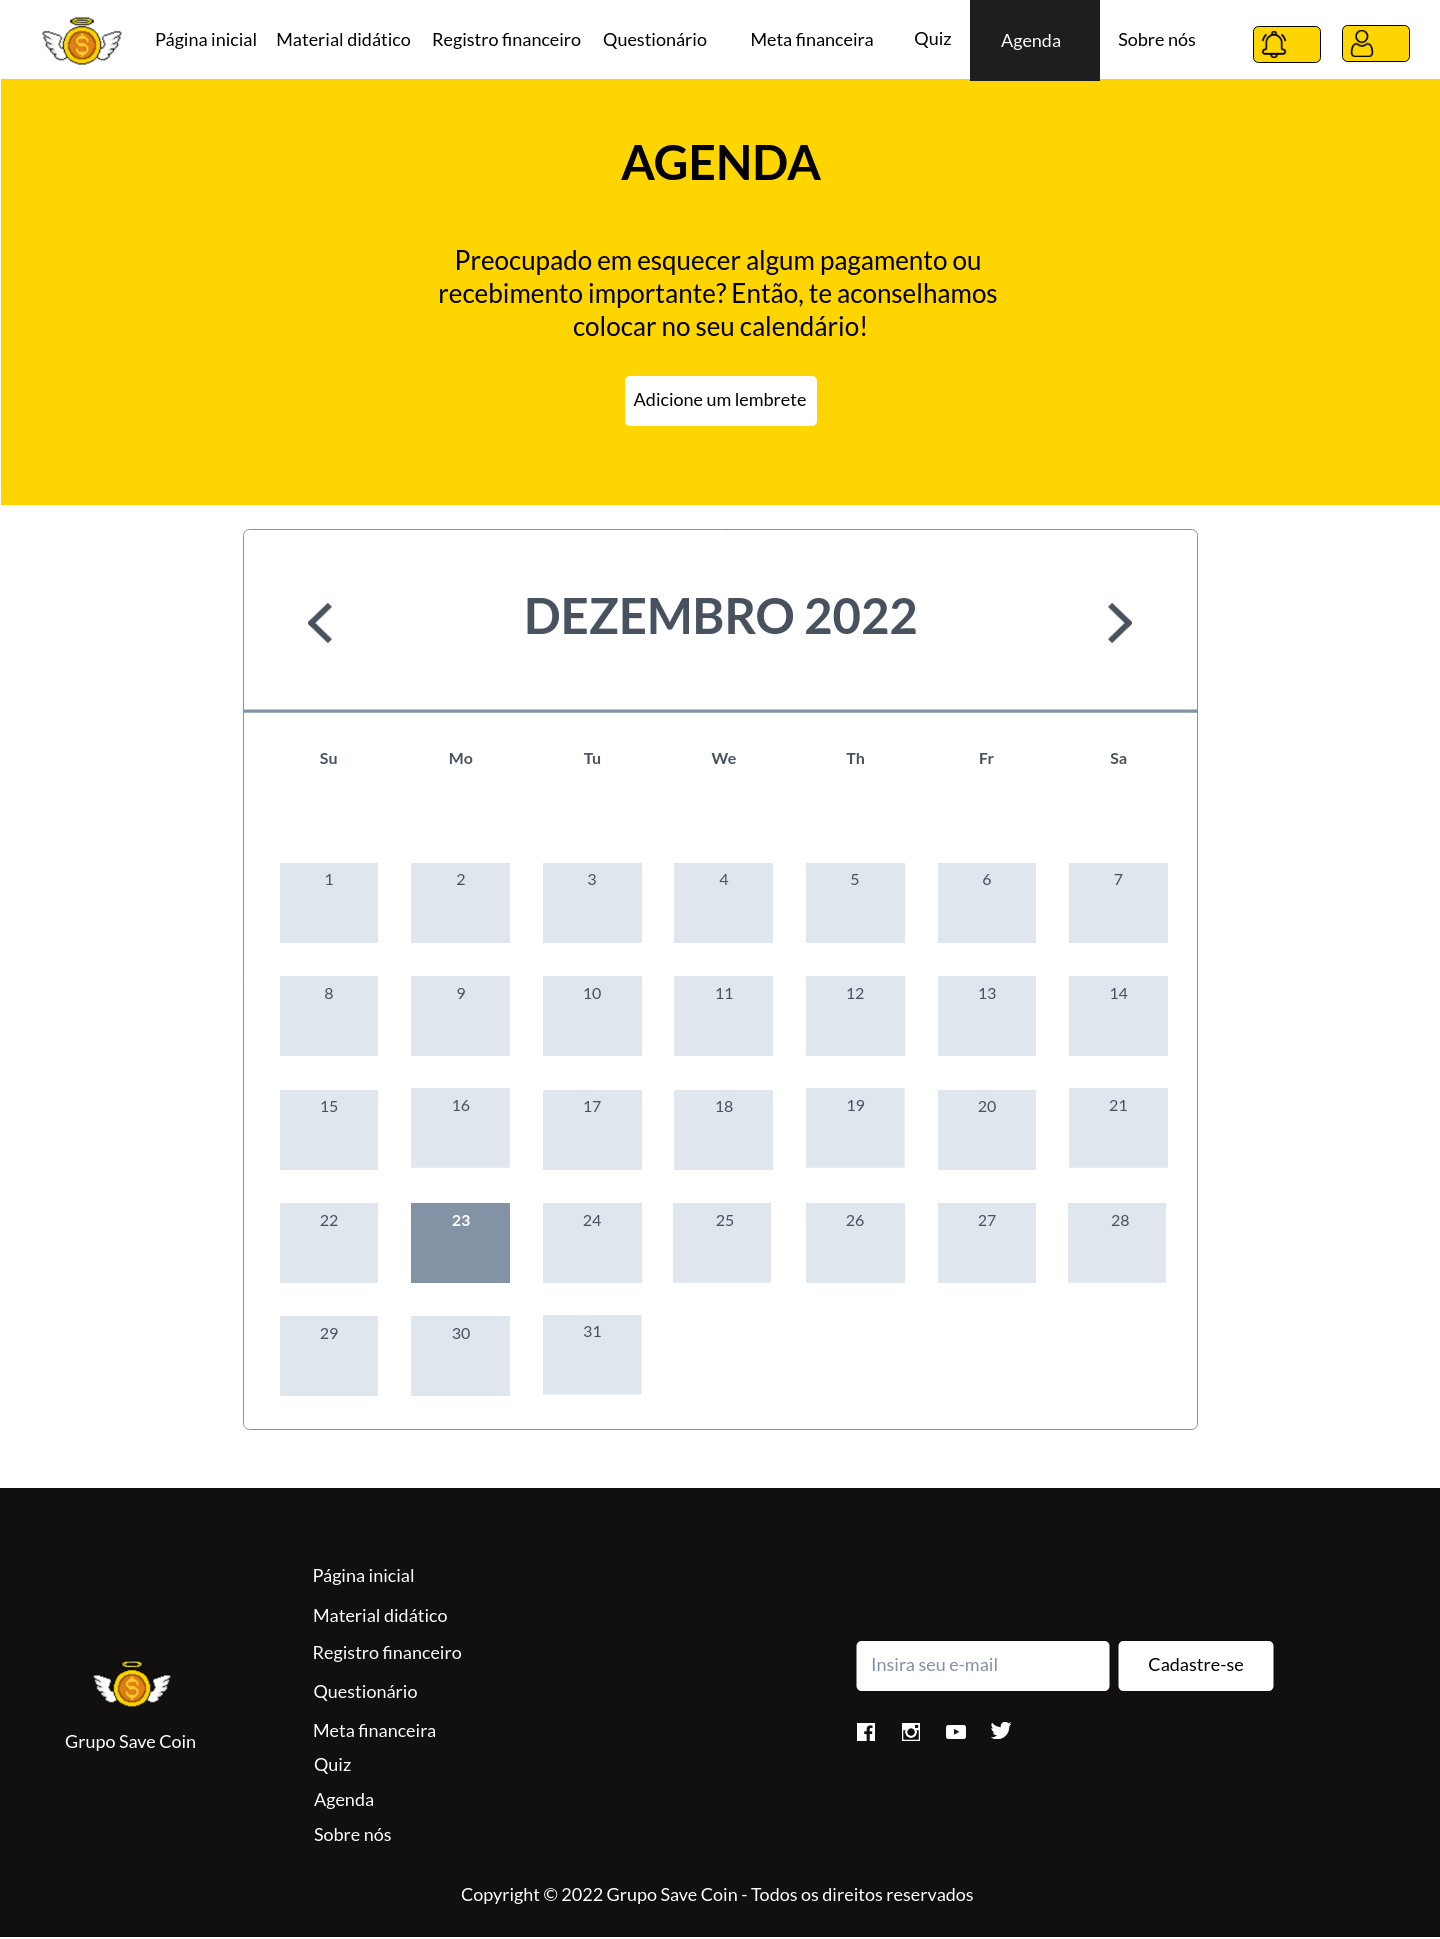 Página inicial Material didático Registro financeiro Questionário Meta financeira Quiz Agenda Sobre nós
AGENDA
Preocupado em esquecer algum pagamento ou
recebimento importante? Então, te aconselhamos
colocar no seu calendário!
Adicione um lembrete
DEZEMBRO 2022
Su Mo Tu We Th Fr Sa
1 2 3 4 5 6 7
8 9 10 11 12 13 14
15 16 17 18 19 20 21
22 23 24 25 26 27 28
29 30 31
Grupo Save Coin
Página inicial
Material didático
Registro financeiro
Questionário
Meta financeira
Quiz
Agenda
Sobre nós
Insira seu e-mail Cadastre-se
Copyright © 2022 Grupo Save Coin - Todos os direitos reservados